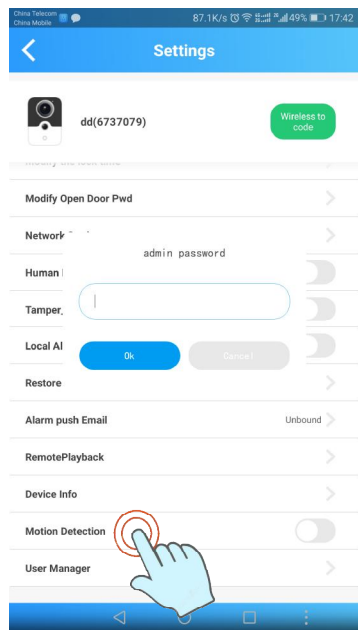 China Telecom
China Mobile
87.1K/s 49% 17:42
Settings
dd(6737079)
Wireless to
code
Modify Open Door Pwd
Network
admin password
Human
Tamper
Local Al
Ok
Cancel
Restore
Alarm push Email
Unbound
RemotePlayback
Device Info
Motion Detection
User Manager